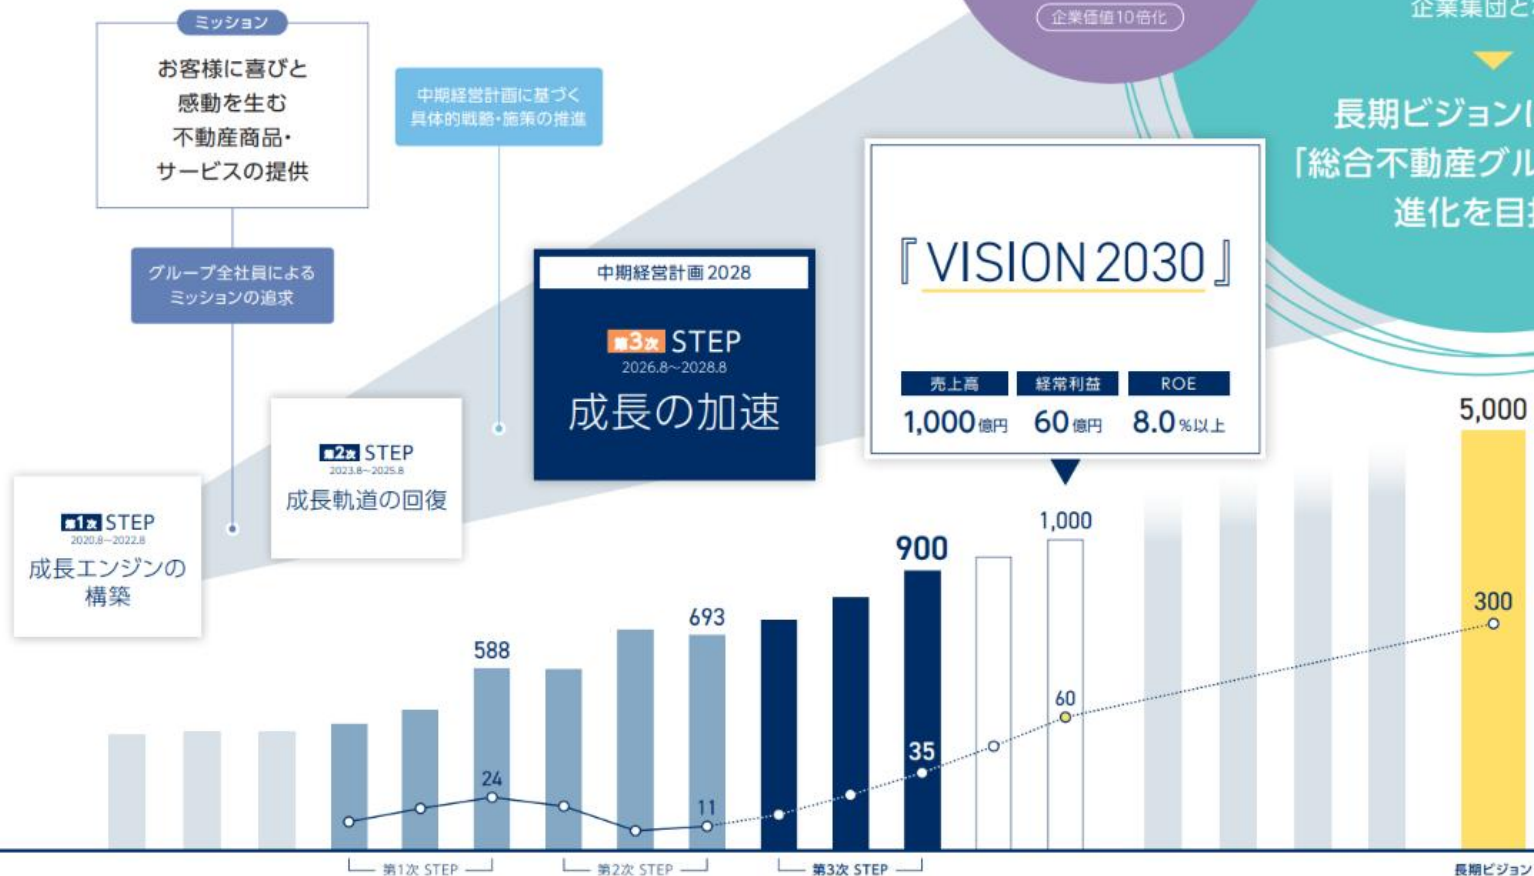 ミッション
お客様に喜びと
感動を生む
不動産商品・
サービスの提供
グループ全社員による
ミッションの追求
中期経営計画に基づく
具体的戦略・施策の推進
企業価値10倍化
企業集団と
長期ビジョン
「総合不動産グル
進化を目
第1次 STEP
2020.8~2022.8
成長エンジンの
構築
第2次 STEP
2023.8~2025.8
成長軌道の回復
中期経営計画2028
第3次 STEP
2026.8~2028.8
成長の加速
『VISION 2030』
売上高 経常利益 ROE
1,000億円 60億円 8.0%以上
588
24
693
11
900
35
1,000
60
5,000
300
第1次 STEP
第2次 STEP
第3次 STEP
長期ビジョン